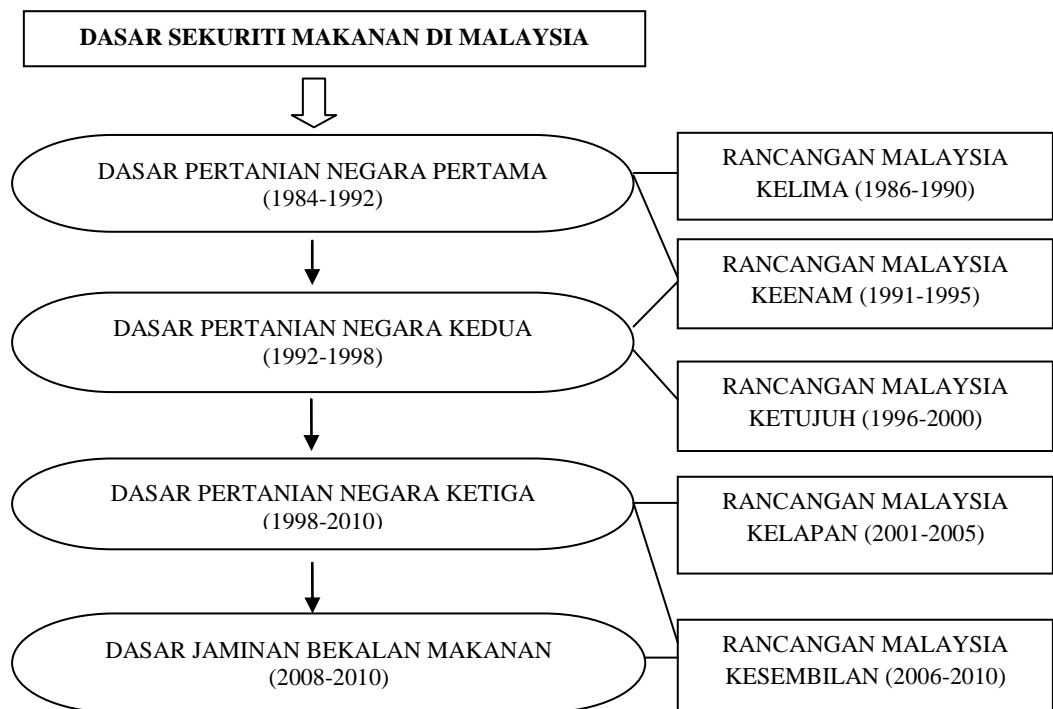 DASAR SEKURITI MAKANAN DI MALAYSIA
DASAR PERTANIAN NEGARA PERTAMA
(1984-1992)
RANCANGAN MALAYSIA
KELIMA (1986-1990)
RANCANGAN MALAYSIA
KEENAM (1991-1995)
DASAR PERTANIAN NEGARA KEDUA
(1992-1998)
RANCANGAN MALAYSIA
KETUJUH (1996-2000)
DASAR PERTANIAN NEGARA KETIGA
(1998-2010)
RANCANGAN MALAYSIA
KELAPAN (2001-2005)
DASAR JAMINAN BEKALAN MAKANAN
(2008-2010)
RANCANGAN MALAYSIA
KESEMBILAN (2006-2010)